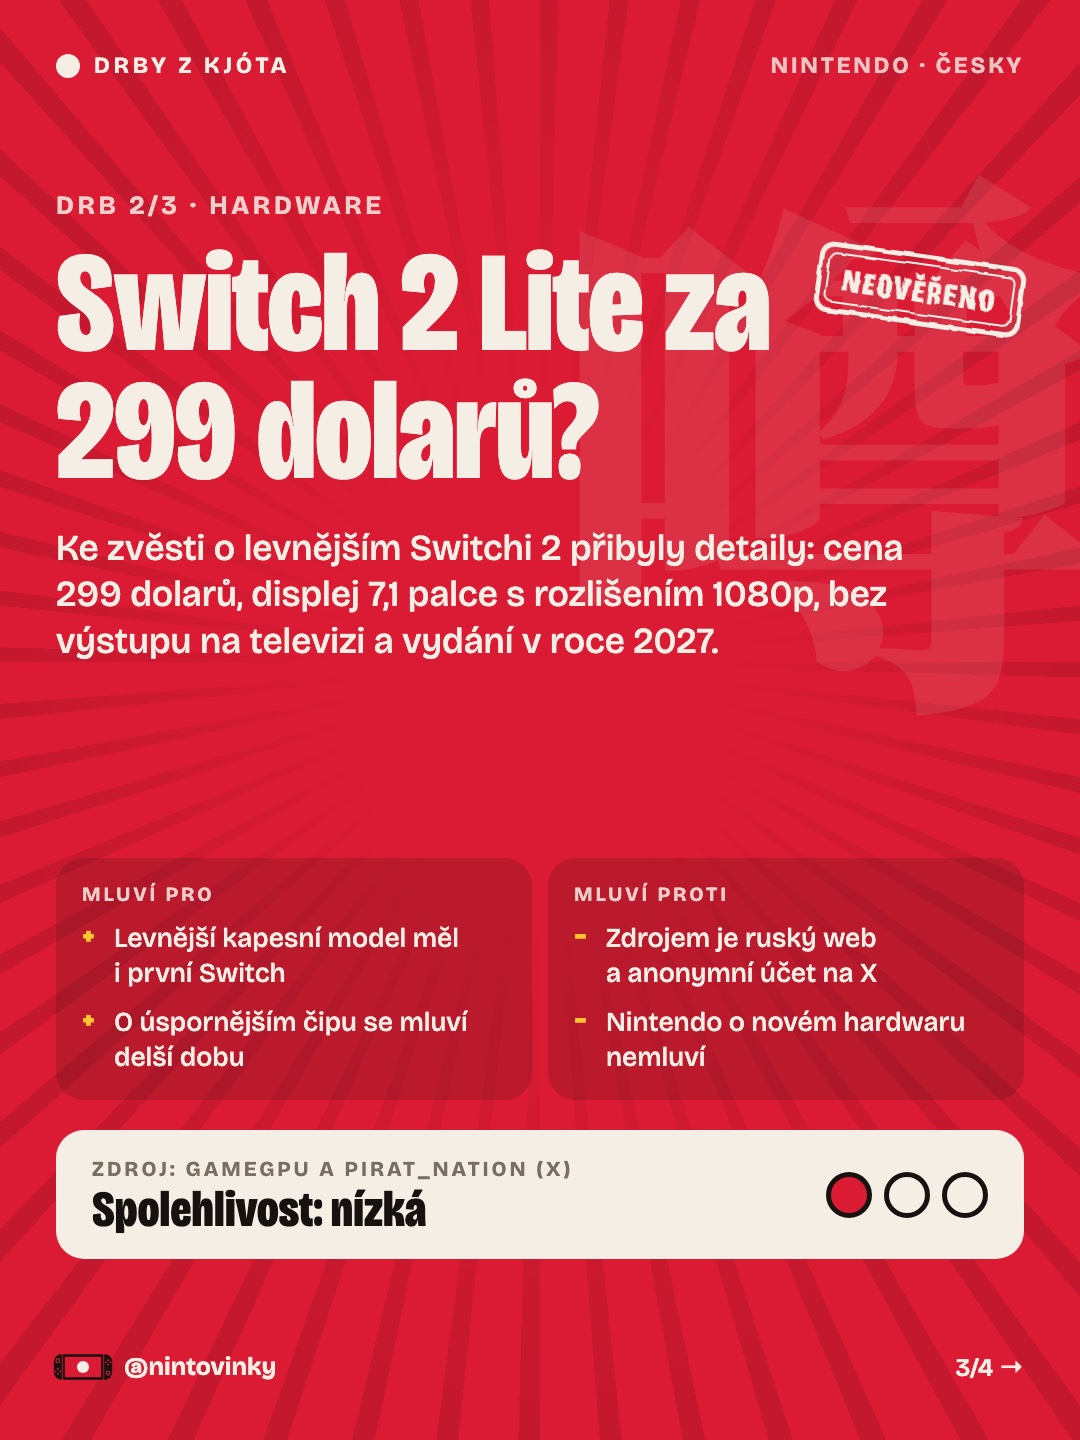 DRBY Z KJÓTA
NINTENDO · ČESKY
DRB 2/3 · HARDWARE
噂
Switch 2 Lite za
299 dolarů?
NEOVĚŘENO
Ke zvěsti o levnějším Switchi 2 přibyly detaily: cena
299 dolarů, displej 7,1 palce s rozlišením 1080p, bez
výstupu na televizi a vydání v roce 2027.
MLUVÍ PRO
+ Levnější kapesní model měl
i první Switch
+ O úspornějším čipu se mluví
delší dobu
MLUVÍ PROTI
– Zdrojem je ruský web
a anonymní účet na X
– Nintendo o novém hardwaru
nemluví
ZDROJ: GAMEGPU A PIRAT_NATION (X)
Spolehlivost: nízká
@nintovinky
3/4 →